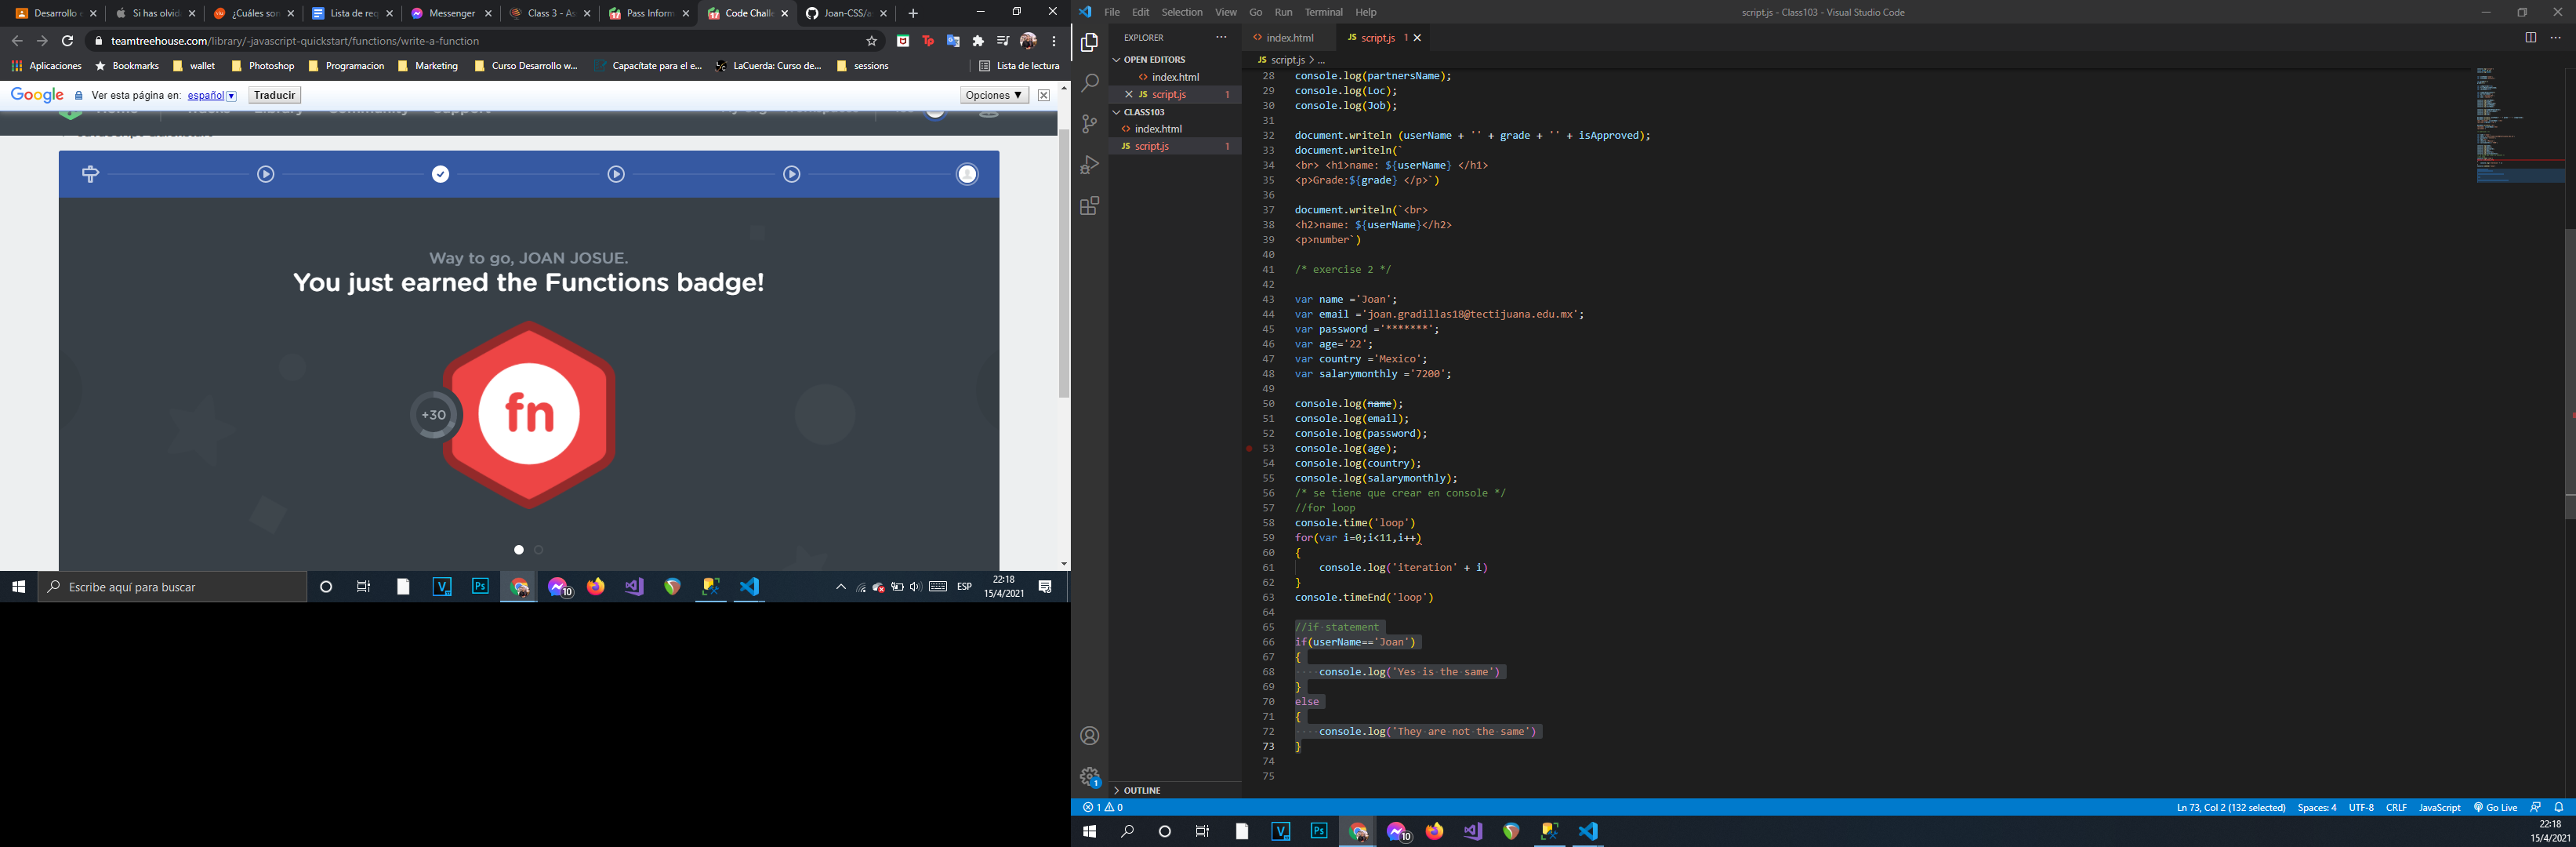 Desarrollo
Si has olvid
¿Cuáles son
Lista de req
Messenger
Class 3 - As
Pass Inform
Code Challe
Joan-CSS/a
teamtreehouse.com/library/-javascript-quickstart/functions/write-a-function
Aplicaciones
Bookmarks
wallet
Photoshop
Programacion
Marketing
Curso Desarrollo w...
Capacítate para el e...
LaCuerda: Curso de...
sessions
Lista de lectura
Google Ver esta página en: español Traducir Opciones ▼
Way to go, JOAN JOSUE.
You just earned the Functions badge!
+30
fn
Escribe aquí para buscar
10
ESP
22:18
15/4/2021
File Edit Selection View Go Run Terminal Help
script.js - Class103 - Visual Studio Code
EXPLORER
OPEN EDITORS
index.html
script.js 1
CLASS103
index.html
script.js 1
OUTLINE
index.html
script.js 1
script.js > ...
28 console.log(partnersName);
29 console.log(Loc);
30 console.log(Job);
31
32 document.writeln (userName + '' + grade + '' + isApproved);
33 document.writeln(`
34 <br> <h1>name: ${userName} </h1>
35 <p>Grade:${grade} </p>`)
36
37 document.writeln(`<br>
38 <h2>name: ${userName}</h2>
39 <p>number`)
40
41 /* exercise 2 */
42
43 var name ='Joan';
44 var email ='joan.gradillas18@tectijuana.edu.mx';
45 var password ='*******';
46 var age='22';
47 var country ='Mexico';
48 var salarymonthly ='7200';
49
50 console.log(name);
51 console.log(email);
52 console.log(password);
53 console.log(age);
54 console.log(country);
55 console.log(salarymonthly);
56 /* se tiene que crear en console */
57 //for loop
58 console.time('loop')
59 for(var i=0;i<11,i++)
60 {
61 console.log('iteration' + i)
62 }
63 console.timeEnd('loop')
64
65 //if statement
66 if(userName=='Joan')
67 {
68 console.log('Yes is the same')
69 }
70 else
71 {
72 console.log('They are not the same')
73 }
74
75
1
1 0
Ln 73, Col 2 (132 selected) Spaces: 4 UTF-8 CRLF JavaScript Go Live
10
22:18
15/4/2021